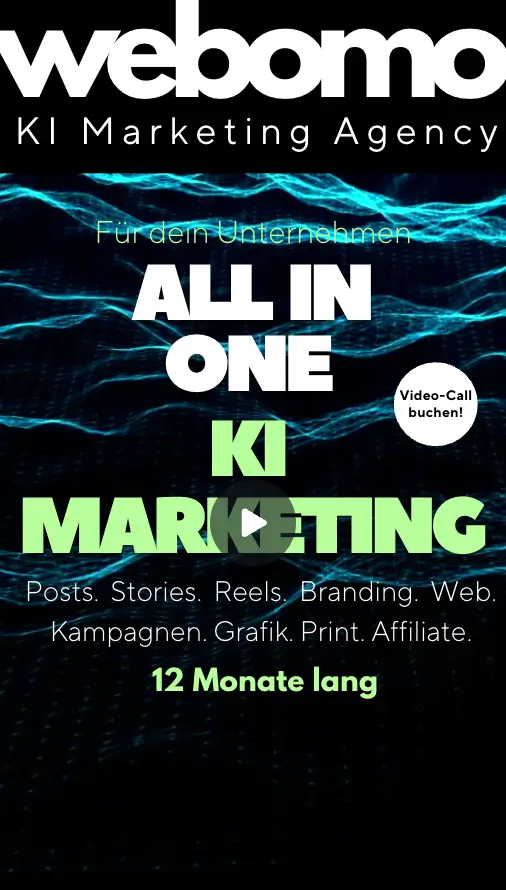 webomo
KI Marketing Agency
Für dein Unternehmen
ALL IN
ONE
Video-Call
buchen!
KI
MARKETING
Posts. Stories. Reels. Branding. Web.
Kampagnen. Grafik. Print. Affiliate.
12 Monate lang